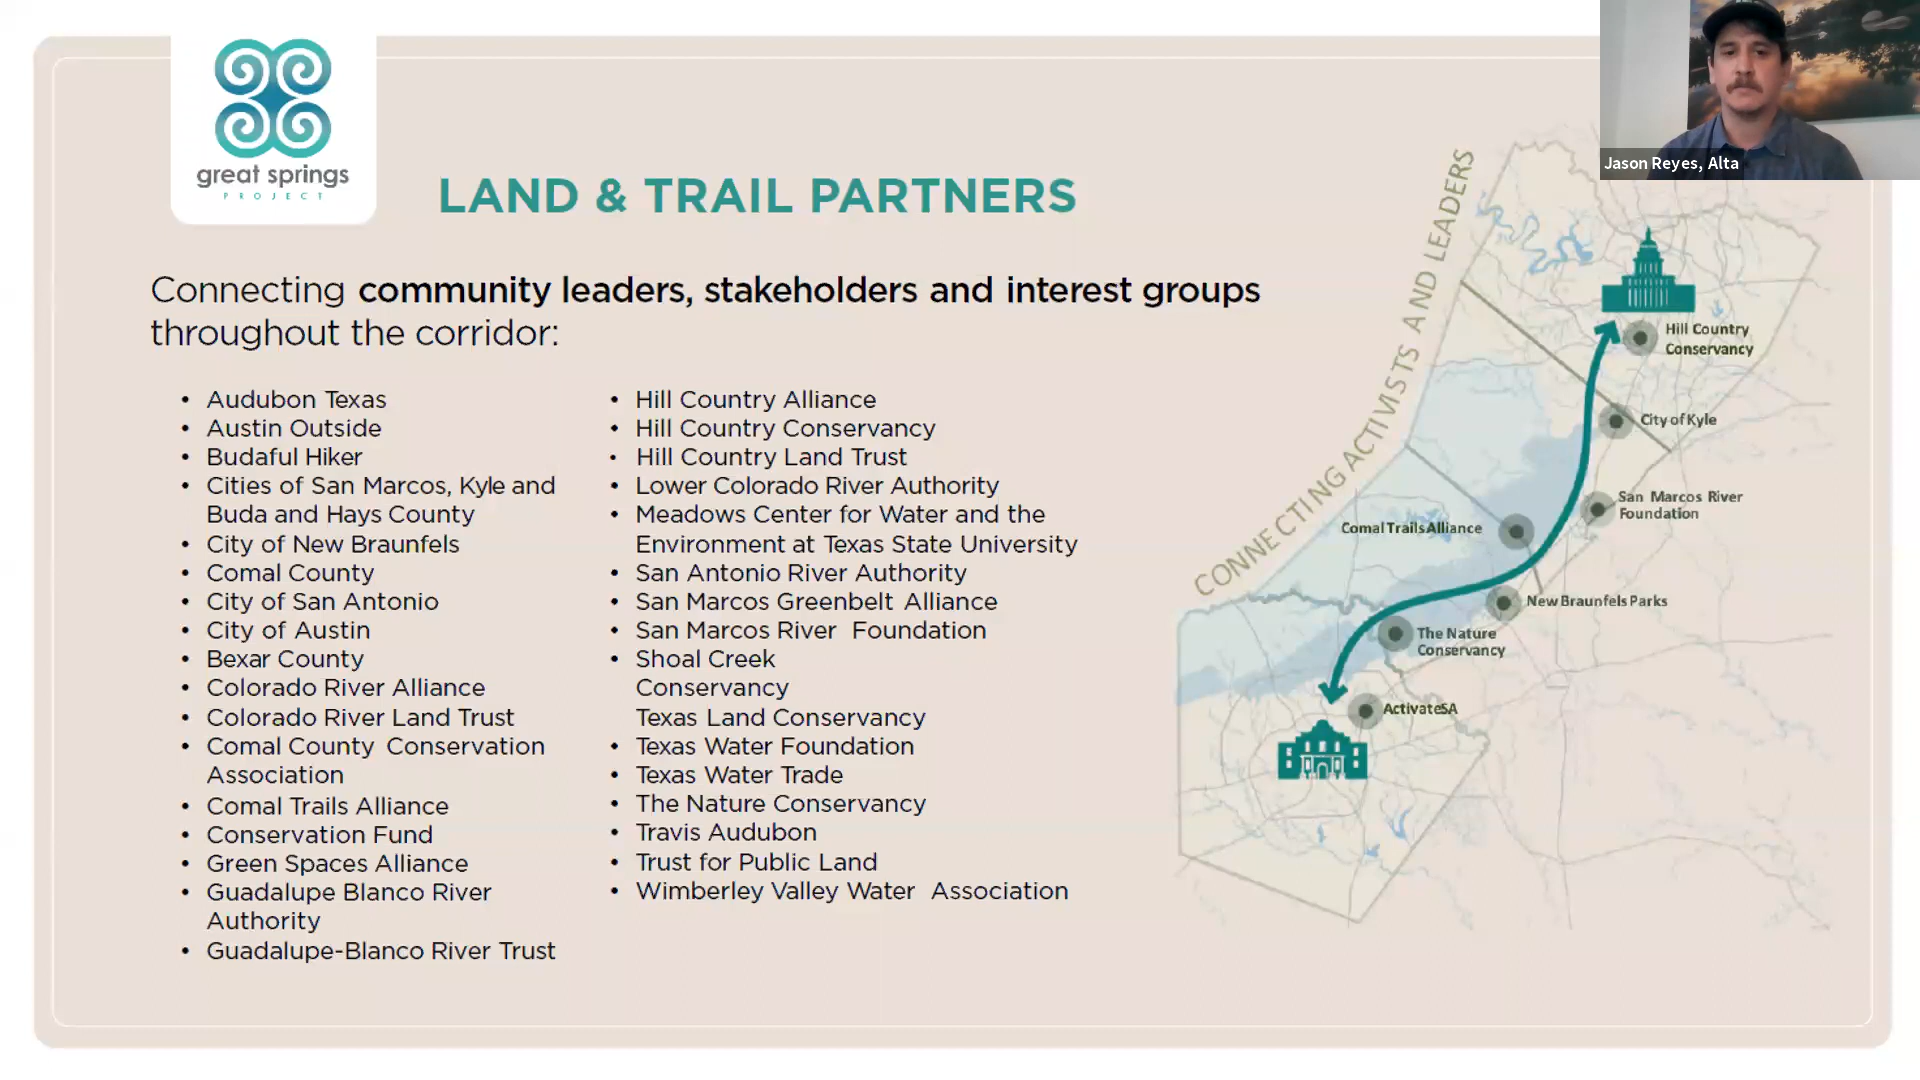 great springs
PROJECT
LAND & TRAIL PARTNERS
Connecting community leaders, stakeholders and interest groups
throughout the corridor:
• Audubon Texas
• Austin Outside
• Budaful Hiker
• Cities of San Marcos, Kyle and
Buda and Hays County
• City of New Braunfels
• Comal County
• City of San Antonio
• City of Austin
• Bexar County
• Colorado River Alliance
• Colorado River Land Trust
• Comal County Conservation
Association
• Comal Trails Alliance
• Conservation Fund
• Green Spaces Alliance
• Guadalupe Blanco River
Authority
• Guadalupe-Blanco River Trust
• Hill Country Alliance
• Hill Country Conservancy
• Hill Country Land Trust
• Lower Colorado River Authority
• Meadows Center for Water and the
Environment at Texas State University
• San Antonio River Authority
• San Marcos Greenbelt Alliance
• San Marcos River Foundation
• Shoal Creek
Conservancy
Texas Land Conservancy
• Texas Water Foundation
• Texas Water Trade
• The Nature Conservancy
• Travis Audubon
• Trust for Public Land
• Wimberley Valley Water Association
CONNECTING ACTIVISTS AND LEADERS
Hill Country
Conservancy
City of Kyle
San Marcos River
Foundation
Comal Trails Alliance
New Braunfels Parks
The Nature
Conservancy
ActivateSA
Jason Reyes, Alta